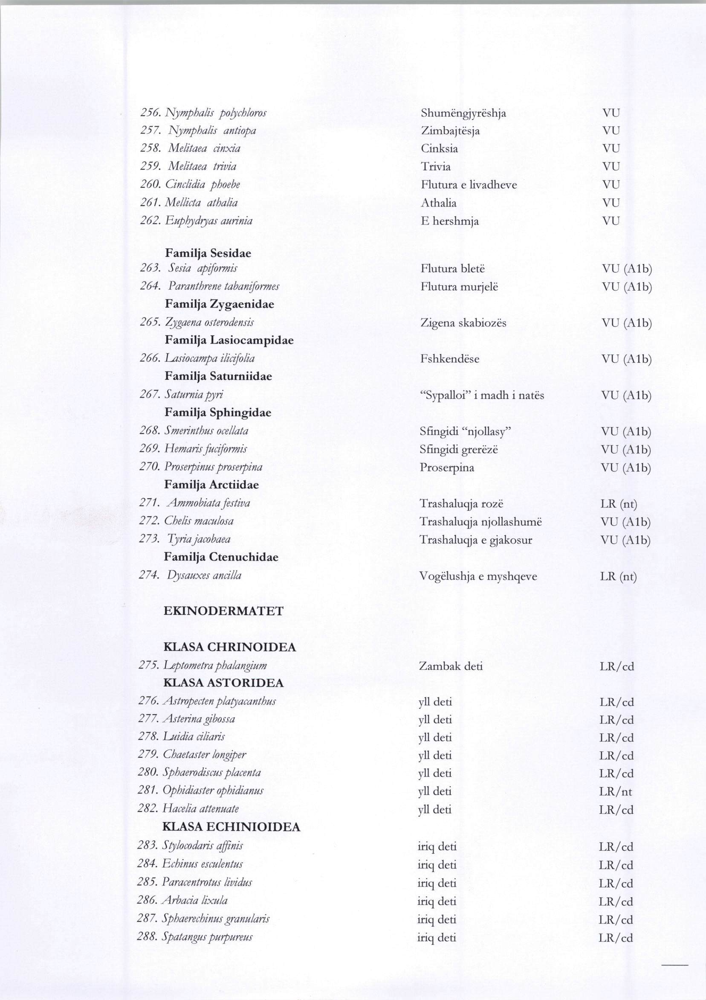 256. Nymphalis polychloros Shumëngjyrëshja VU
257. Nymphalis antiopa Zimbajtësja VU
258. Melitaea cinxia Cinksia VU
259. Melitaea trivia Trivia VU
260. Cinclidia phoebe Flutura e livadheve VU
261. Mellicta athalia Athalia VU
262. Euphydryas aurinia E hershmja VU
Familja Sesidae
263. Sesia apiformis Flutura bletë VU (A1b)
264. Paranthrene tabaniformes Flutura murjelë VU (A1b)
Familja Zygaenidae
265. Zygaena osterodensis Zigena skabiozës VU (A1b)
Familja Lasiocampidae
266. Lasiocampa ilicifolia Fshkendëse VU (A1b)
Familja Saturniidae
267. Saturnia pyri “Sypalloi” i madh i natës VU (A1b)
Familja Sphingidae
268. Smerinthus ocellata Sfingidi “njollasy” VU (A1b)
269. Hemaris fuciformis Sfingidi grerëzë VU (A1b)
270. Proserpinus proserpina Proserpina VU (A1b)
Familja Arctiidae
271. Ammobiata festiva Trashaluqja rozë LR (nt)
272. Chelis maculosa Trashaluqja njollashumë VU (A1b)
273. Tyria jacobaea Trashaluqja e gjakosur VU (A1b)
Familja Ctenuchidae
274. Dysauxes ancilla Vogëlushja e myshqeve LR (nt)
EKINODERMATET
KLASA CHRINOIDEA
275. Leptometra phalangium Zambak deti LR/cd
KLASA ASTORIDEA
276. Astropecten platyacanthus yll deti LR/cd
277. Asterina gibossa yll deti LR/cd
278. Luidia ciliaris yll deti LR/cd
279. Chaetaster longiper yll deti LR/cd
280. Sphaerodiscus placenta yll deti LR/cd
281. Ophidiaster ophidianus yll deti LR/nt
282. Hacelia attenuate yll deti LR/cd
KLASA ECHINIOIDEA
283. Stylocodaris affinis iriq deti LR/cd
284. Echinus esculentus iriq deti LR/cd
285. Paracentrotus lividus iriq deti LR/cd
286. Arbacia lixula iriq deti LR/cd
287. Sphaerechinus granularis iriq deti LR/cd
288. Spatangus purpureus iriq deti LR/cd